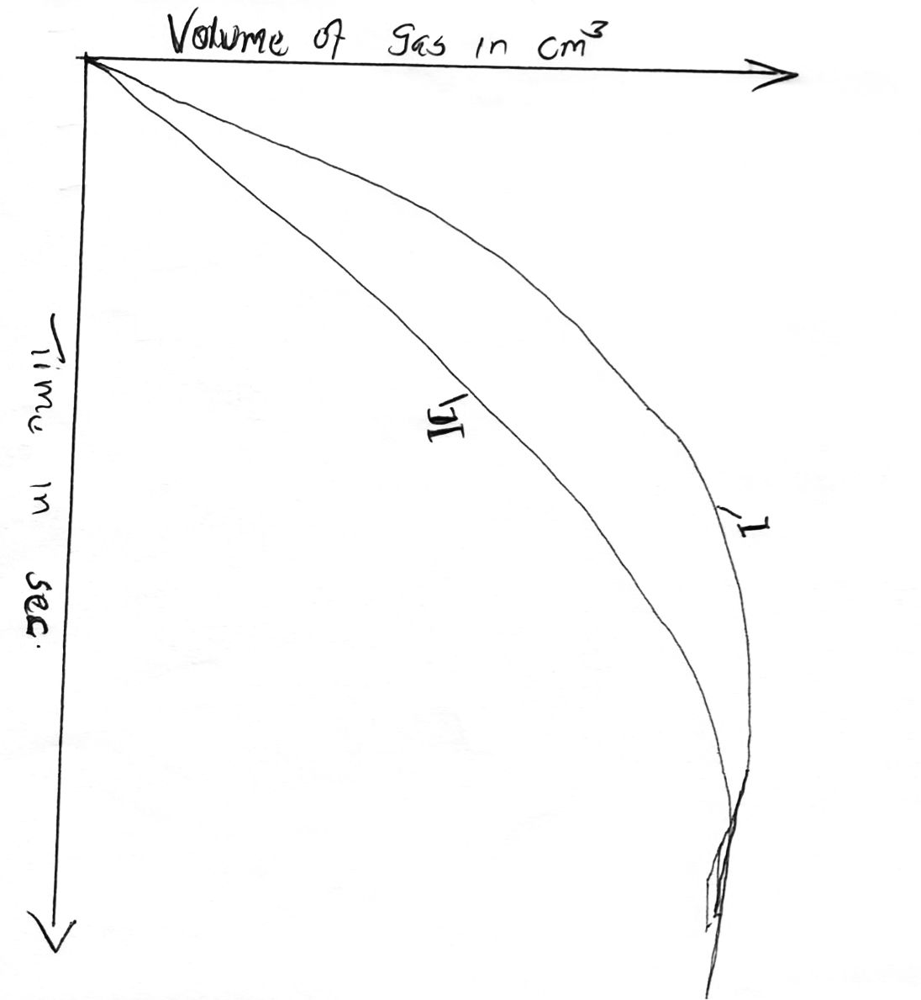 Volume of gas in cm³
Time in sec.
II
I